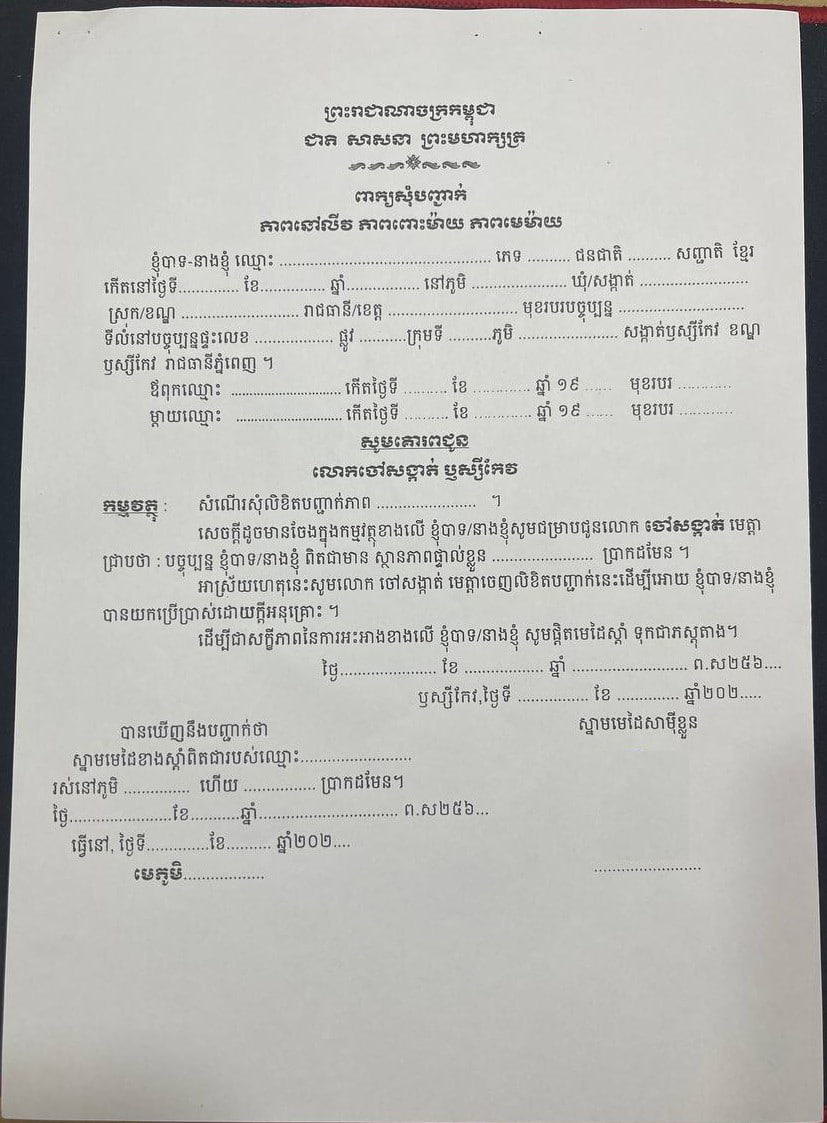 ព្រះរាជាណាចក្រកម្ពុជា
ជាតិ សាសនា ព្រះមហាក្សត្រ
ពាក្យសុំបញ្ជាក់
ភាពនៅលីវ ភាពពោះម៉ាយ ភាពមេម៉ាយ
ខ្ញុំបាទ-នាងខ្ញុំ ឈ្មោះ ................................................ ភេទ .......... ជនជាតិ .......... សញ្ជាតិ ខ្មែរ
កើតនៅថ្ងៃទី.............. ខែ............... ឆ្នាំ................. នៅភូមិ ...................... ឃុំ/សង្កាត់ .........................
ស្រុក/ខណ្ឌ ........................... រាជធានី/ខេត្ត .............................. មុខរបរបច្ចុប្បន្ន .............................
ទីលំនៅបច្ចុប្បន្នផ្ទះលេខ .................. ផ្លូវ ...........ក្រុមទី ..........ភូមិ ....................... សង្កាត់ឫស្សីកែវ ខណ្ឌ
ឫស្សីកែវ រាជធានីភ្នំពេញ ។
ឪពុកឈ្មោះ ......................... កើតថ្ងៃទី .......... ខែ ............. ឆ្នាំ ១៩ ...... មុខរបរ ............
ម្តាយឈ្មោះ ........................ កើតថ្ងៃទី .......... ខែ ............. ឆ្នាំ ១៩ ...... មុខរបរ ............
សូមគោរពជូន
លោកចៅសង្កាត់ ឫស្សីកែវ
កម្មវត្ថុ : សំណើរសុំលិខិតបញ្ជាក់ភាព ....................... ។
សេចក្តីដូចមានចែងក្នុងកម្មវត្ថុខាងលើ ខ្ញុំបាទ/នាងខ្ញុំសូមជម្រាបជូនលោក ចៅសង្កាត់ មេត្តា
ជ្រាបថា : បច្ចុប្បន្ន ខ្ញុំបាទ/នាងខ្ញុំ ពិតជាមាន ស្ថានភាពផ្ទាល់ខ្លួន ....................... ប្រាកដមែន ។
អាស្រ័យហេតុនេះសូមលោក ចៅសង្កាត់ មេត្តាចេញលិខិតបញ្ជាក់នេះដើម្បីអោយ ខ្ញុំបាទ/នាងខ្ញុំ
បានយកប្រើប្រាស់ដោយក្តីអនុគ្រោះ ។
ដើម្បីជាសក្ខីភាពនៃការអះអាងខាងលើ ខ្ញុំបាទ/នាងខ្ញុំ សូមផ្តិតមេដៃស្តាំ ទុកជាភស្តុតាង។
ថ្ងៃ...................... ខែ .................. ឆ្នាំ .......................... ព.ស២៥៦....
ឫស្សីកែវ,ថ្ងៃទី ................ ខែ .............. ឆ្នាំ២០២.....
បានឃើញនឹងបញ្ជាក់ថា
ស្នាមមេដៃសាម៉ីខ្លួន
ស្នាមមេដៃខាងស្តាំពិតជារបស់ឈ្មោះ.........................
រស់នៅភូមិ ............... ហើយ ................ ប្រាកដមែន។
ថ្ងៃ.......................ខែ...........ឆ្នាំ............................... ព.ស២៥៦...
ធ្វើនៅ, ថ្ងៃទី..............ខែ.......... ឆ្នាំ២០២....
មេភូមិ..................
........................